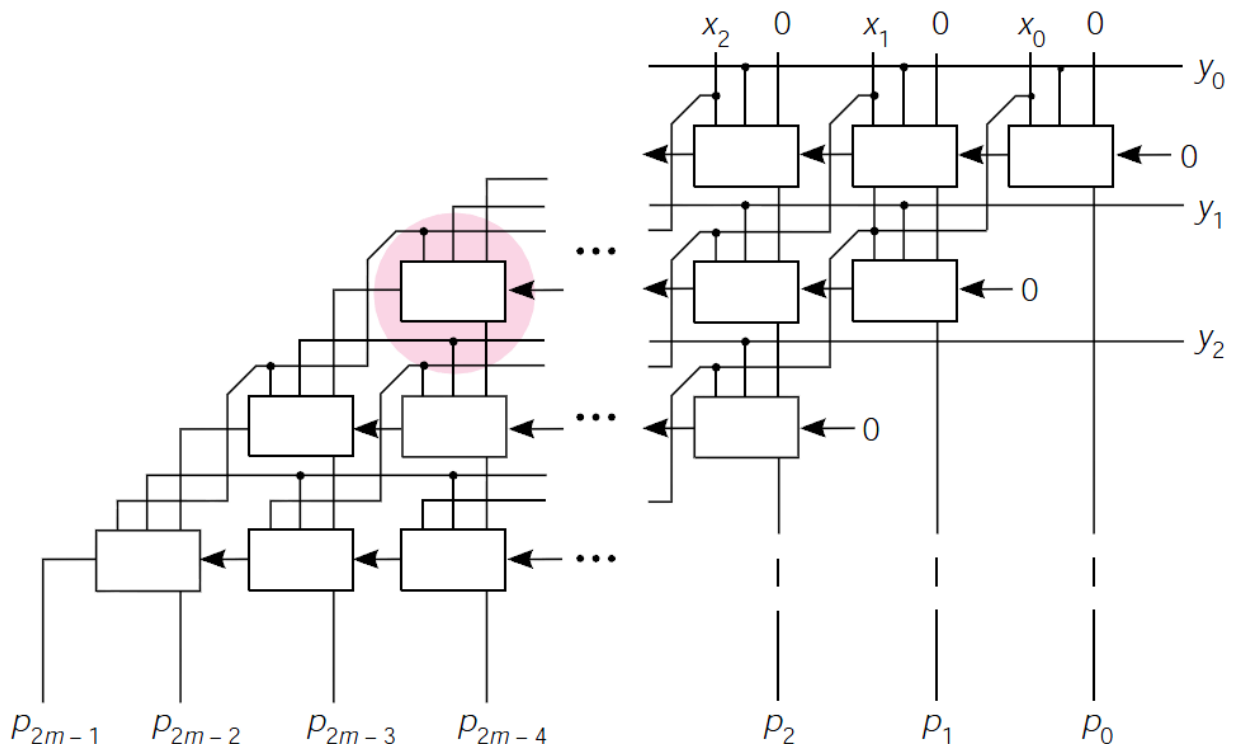 x₂ 0 x₁ 0 x₀ 0
y₀
0
y₁
...
0
y₂
...
0
...
p₂ₘ₋₁ p₂ₘ₋₂ p₂ₘ₋₃ p₂ₘ₋₄ p₂ p₁ p₀